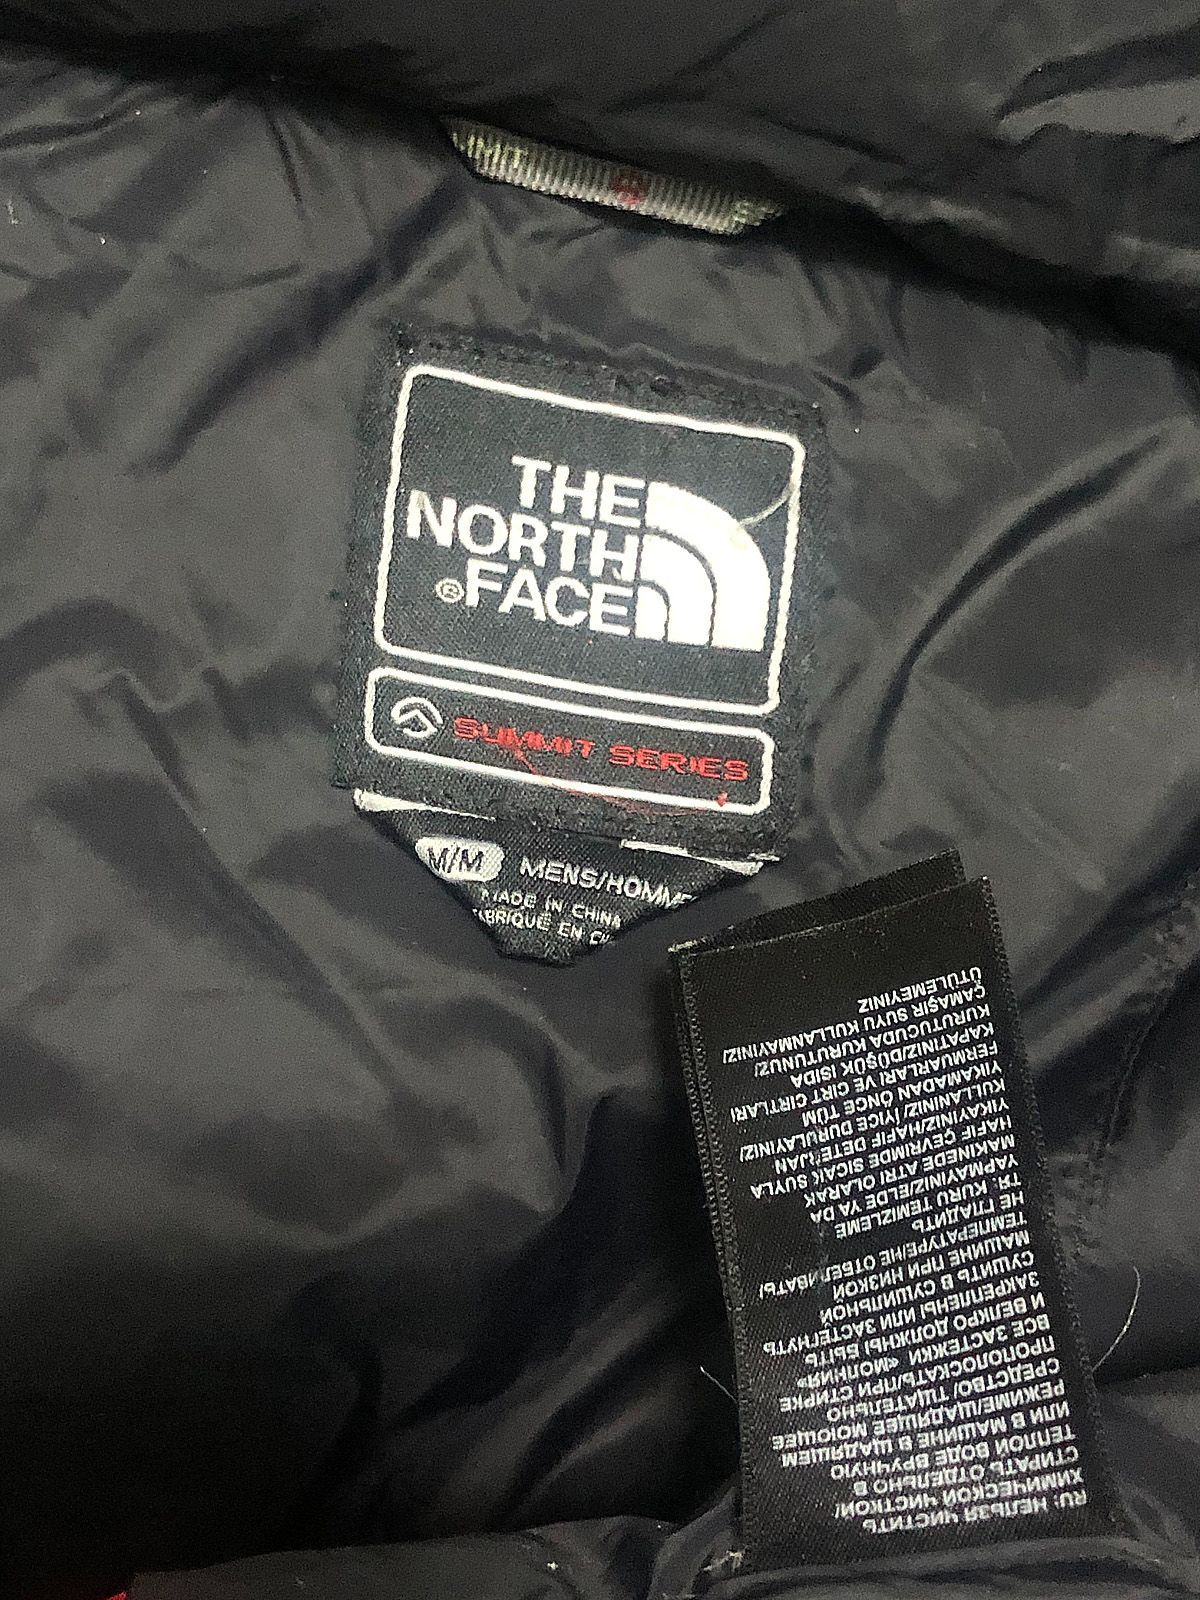 THE
NORTH
®FACE
SUMMIT SERIES
M/M MENS/HOMME
MADE IN CHINA
EN
RU: НЕЛЬЗЯ ЧИСТИТЬ
ХИМИЧЕСКОЙ ЧИСТКОЙ/
СТИРАТЬ ОТДЕЛЬНО В
ТЕПЛОЙ ВОДЕ ВРУЧНУЮ
ИЛИ В МАШИНЕ В ЩАДЯЩЕМ
РЕЖИМЕ/ЩАДЯЩЕЕ МОЮЩЕЕ
СРЕДСТВО/ ТЩАТЕЛЬНО
ПРОПОЛОСКАТЬ/ПРИ СТИРКЕ
ВСЕ ЗАСТЕЖКИ «МОЛНИЯ»
И ВЕЛКРО ДОЛЖНЫ БЫТЬ
ЗАКРЕПЛЕНЫ ИЛИ ЗАСТЕГНУТЬ
СУШИТЬ В СУШИЛЬНОЙ
МАШИНЕ ПРИ НИЗКОЙ
ТЕМПЕРАТУРЕ/НЕ ОТБЕЛИВАТЬ/
НЕ ГЛАДИТЬ
TR: KURU TEMİZLEME
YAPMAYINIZ/ELDE YA DA
MAKİNEDE ATRI OLARAK
HAFİF ÇEVRİMDE SICAK SUYLA
YIKAYINIZ/HAFİF DETERJAN
KULLANINIZ/ İYİCE DURULAYINIZ/
YIKAMADAN ÖNCE TÜM
FERMUARLARI VE CIRT CIRTLARI
KAPATINIZ/DÜŞÜK ISIDA
KURUTUCUDA KURUTUNUZ/
ÇAMAŞIR SUYU KULLANMAYINIZ/
ÜTÜLEMEYİNİZ